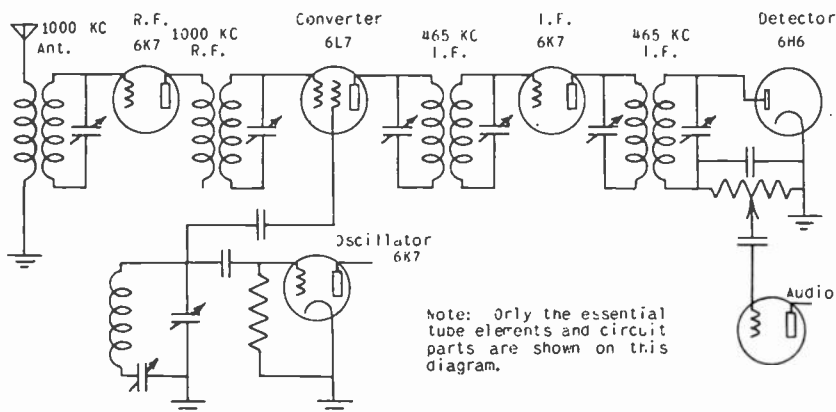 1000 KC
Ant.
R.F.
6K7
1000 KC
R.F.
Converter
6L7
465 KC
I.F.
I.F.
6K7
465 KC
I.F.
Detector
6H6
Oscillator
6K7
Note: Only the essential
tube elements and circuit
parts are shown on this
diagram.
Audio